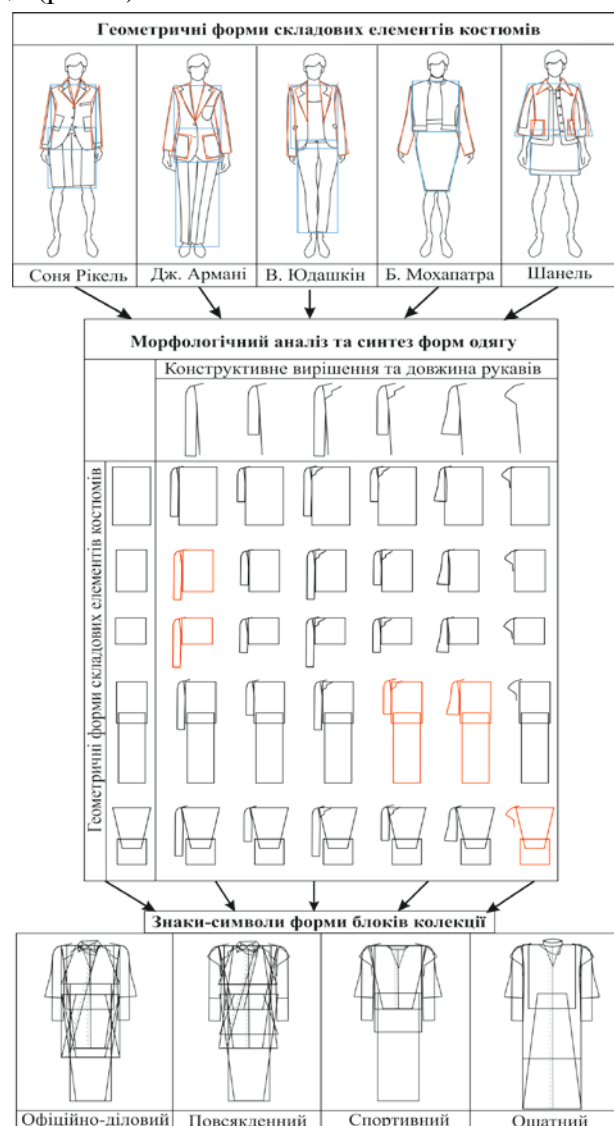 Геометричні форми складових елементів костюмів
Соня Рікель
Дж. Армані
В. Юдашкін
Б. Мохапатра
Шанель
Морфологічний аналіз та синтез форм одягу
Конструктивне вирішення та довжина рукавів
Геометричні форми складових елементів костюмів
Знаки-символи форми блоків колекції
Офіційно-діловий
Повсякденний
Спортивний
Ошатний